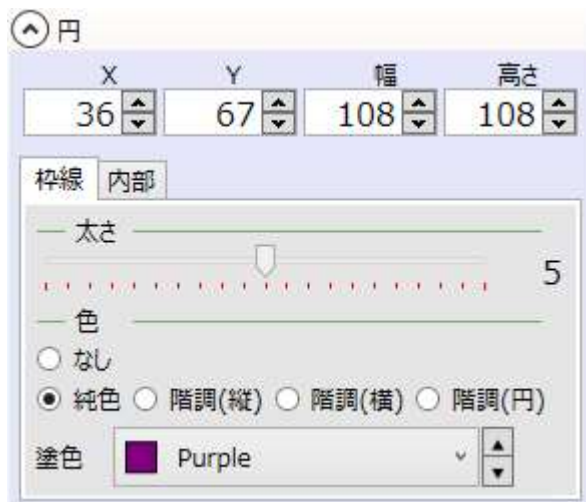 円
X Y 幅 高さ
36 67 108 108
枠線 内部
太さ
5
色
なし
純色 階調(縦) 階調(横) 階調(円)
塗色 Purple